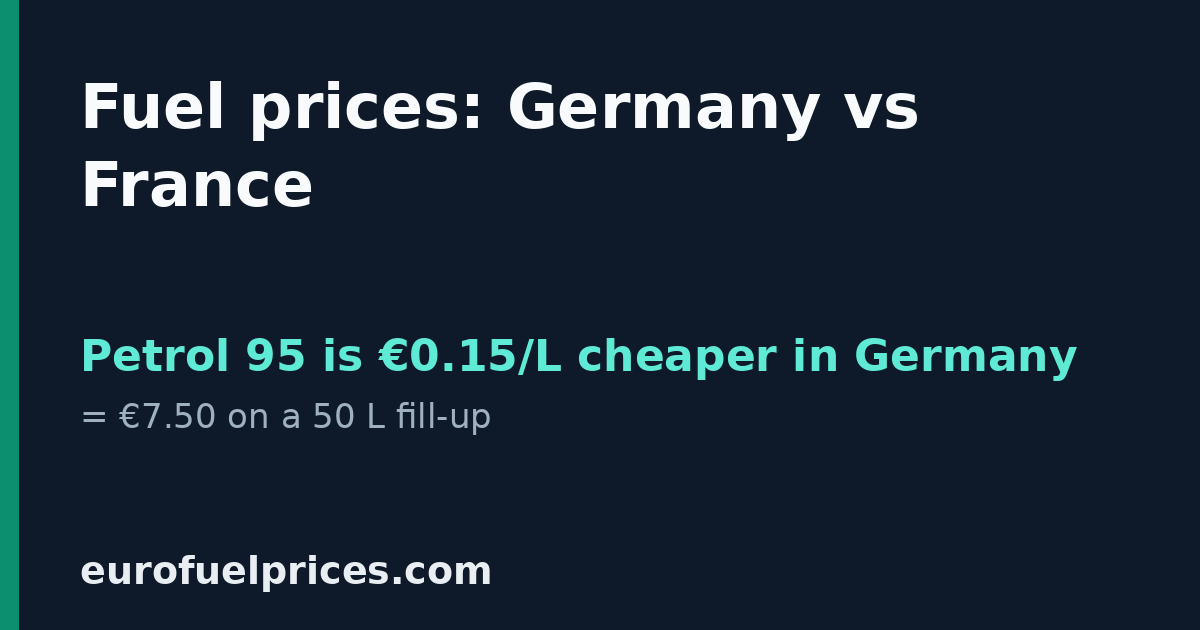 Fuel prices: Germany vs
France
Petrol 95 is €0.15/L cheaper in Germany
= €7.50 on a 50 L fill-up
eurofuelprices.com